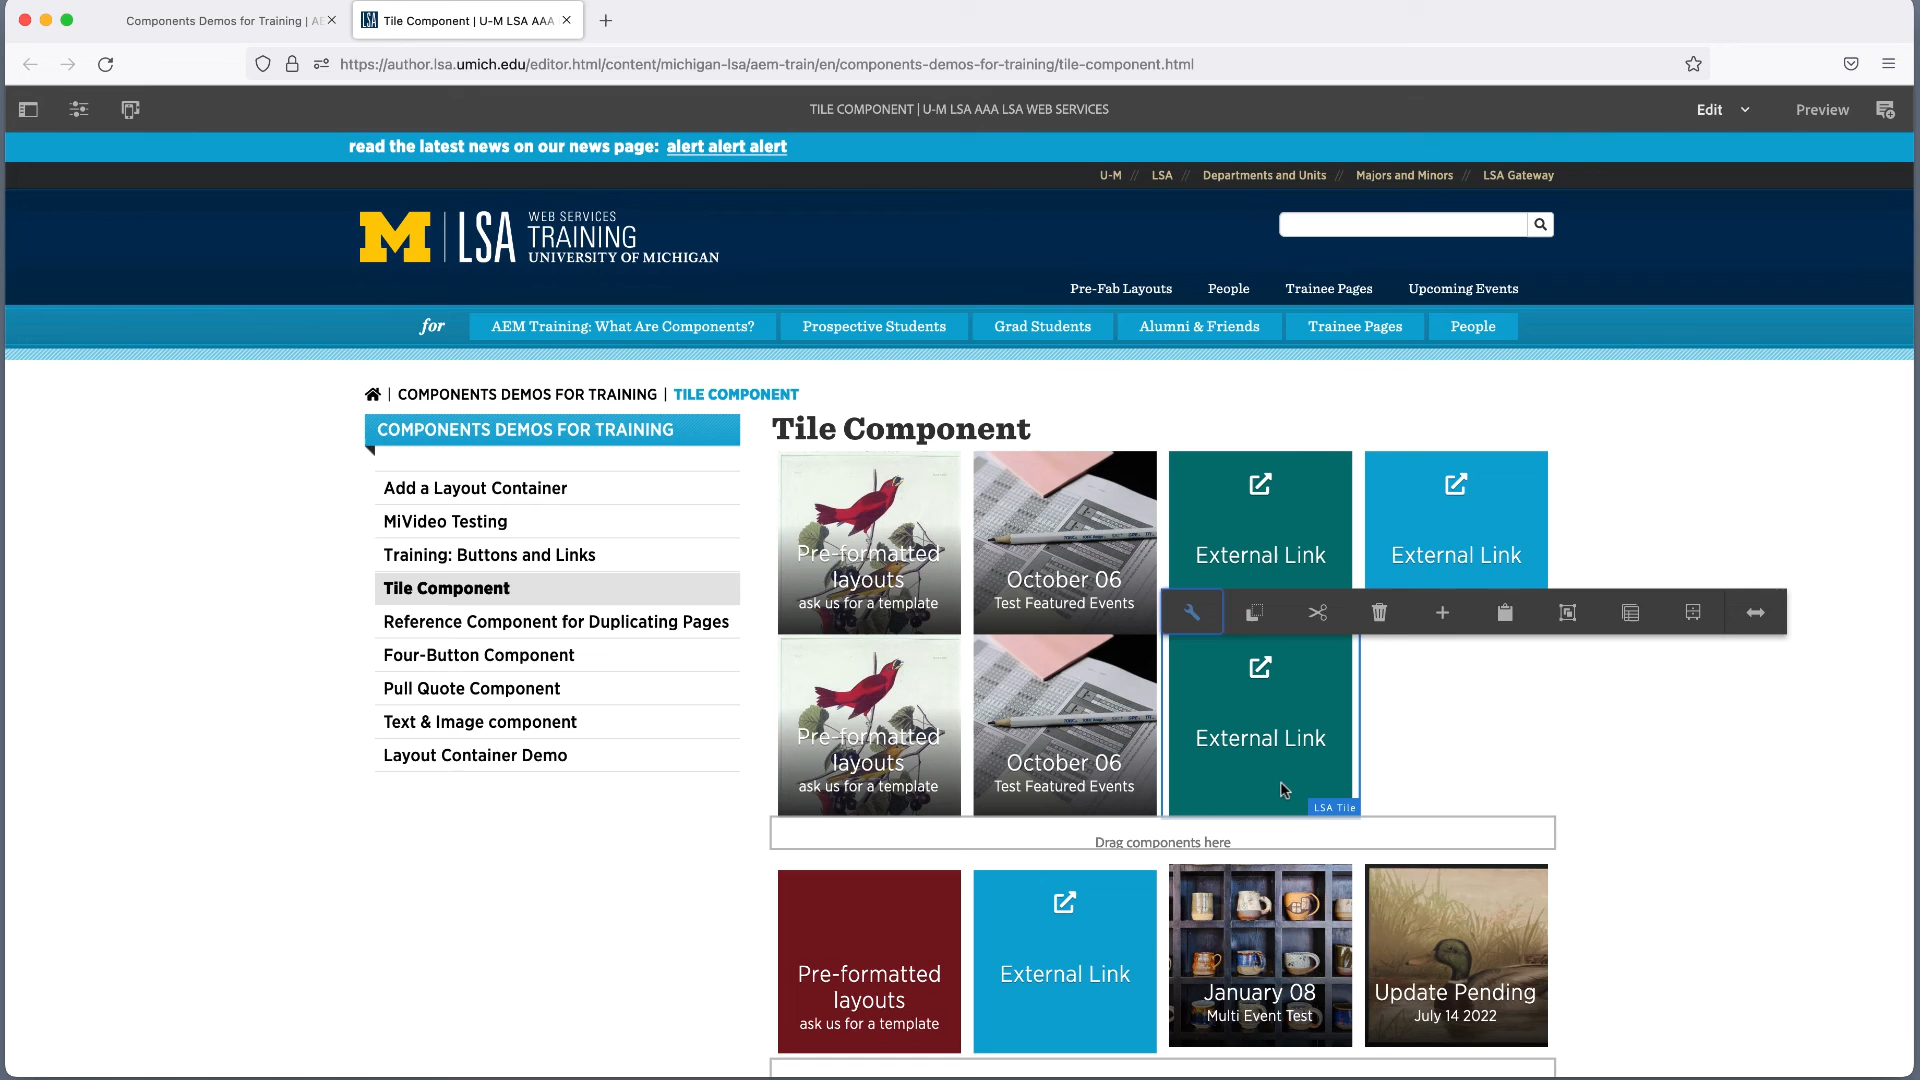 Components Demos for Training | AE
Tile Component | U-M LSA AAA
https://author.lsa.umich.edu/editor.html/content/michigan-lsa/aem-train/en/components-demos-for-training/tile-component.html
TILE COMPONENT | U-M LSA AAA LSA WEB SERVICES
Edit
Preview
read the latest news on our news page: alert alert alert
U-M // LSA // Departments and Units // Majors and Minors // LSA Gateway
M | LSA
WEB SERVICES
TRAINING
UNIVERSITY OF MICHIGAN
Pre-Fab Layouts People Trainee Pages Upcoming Events
for AEM Training: What Are Components? Prospective Students Grad Students Alumni & Friends Trainee Pages People
| COMPONENTS DEMOS FOR TRAINING | TILE COMPONENT
COMPONENTS DEMOS FOR TRAINING
Add a Layout Container
MiVideo Testing
Training: Buttons and Links
Tile Component
Reference Component for Duplicating Pages
Four-Button Component
Pull Quote Component
Text & Image component
Layout Container Demo
Tile Component
Pre-formatted
layouts
ask us for a template
October 06
Test Featured Events
External Link
External Link
Pre-formatted
layouts
ask us for a template
October 06
Test Featured Events
External Link
LSA Tile
Drag components here
Pre-formatted
layouts
ask us for a template
External Link
January 08
Multi Event Test
Update Pending
July 14 2022